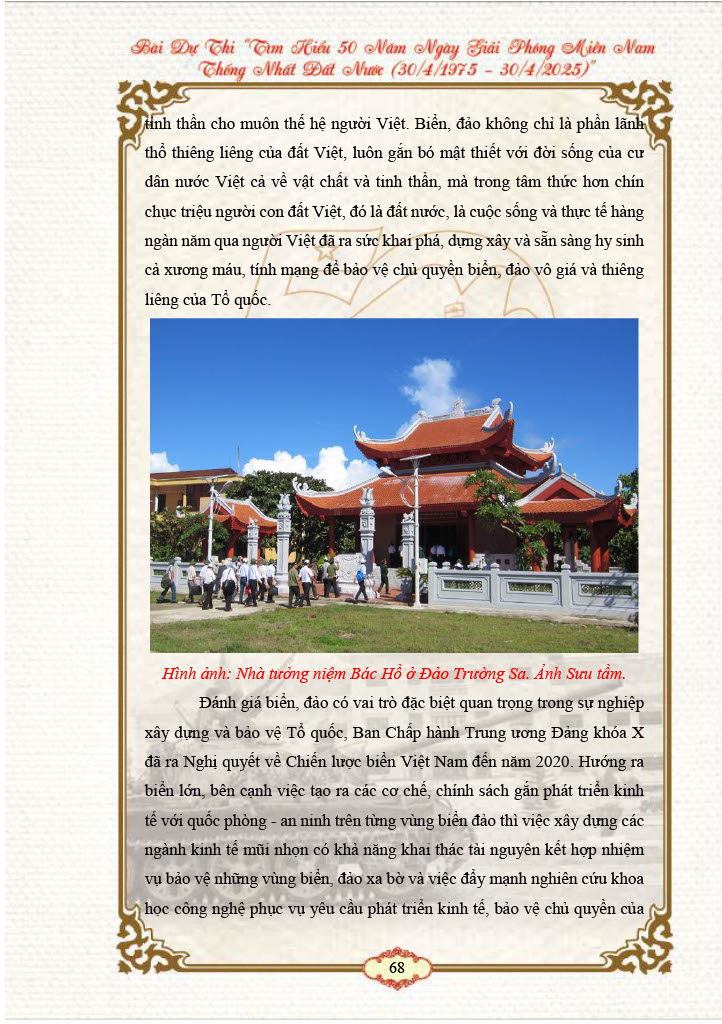 Bài Dự Thi “Tìm Hiểu 50 Năm Ngày Giải Phóng Miền Nam
Thống Nhất Đất Nước (30/4/1975 – 30/4/2025)”
tinh thần cho muôn thế hệ người Việt. Biển, đảo không chỉ là phần lãnh
thổ thiêng liêng của đất Việt, luôn gắn bó mật thiết với đời sống của cư
dân nước Việt cả về vật chất và tinh thần, mà trong tâm thức hơn chín
chục triệu người con đất Việt, đó là đất nước, là cuộc sống và thực tế hàng
ngàn năm qua người Việt đã ra sức khai phá, dựng xây và sẵn sàng hy sinh
cả xương máu, tính mạng để bảo vệ chủ quyền biển, đảo vô giá và thiêng
liêng của Tổ quốc.
Hình ảnh: Nhà tưởng niệm Bác Hồ ở Đảo Trường Sa. Ảnh Sưu tầm.
Đánh giá biển, đảo có vai trò đặc biệt quan trọng trong sự nghiệp
xây dựng và bảo vệ Tổ quốc, Ban Chấp hành Trung ương Đảng khóa X
đã ra Nghị quyết về Chiến lược biển Việt Nam đến năm 2020. Hướng ra
biển lớn, bên cạnh việc tạo ra các cơ chế, chính sách gắn phát triển kinh
tế với quốc phòng - an ninh trên từng vùng biển đảo thì việc xây dựng các
ngành kinh tế mũi nhọn có khả năng khai thác tài nguyên kết hợp nhiệm
vụ bảo vệ những vùng biển, đảo xa bờ và việc đẩy mạnh nghiên cứu khoa
học công nghệ phục vụ yêu cầu phát triển kinh tế, bảo vệ chủ quyền của
68